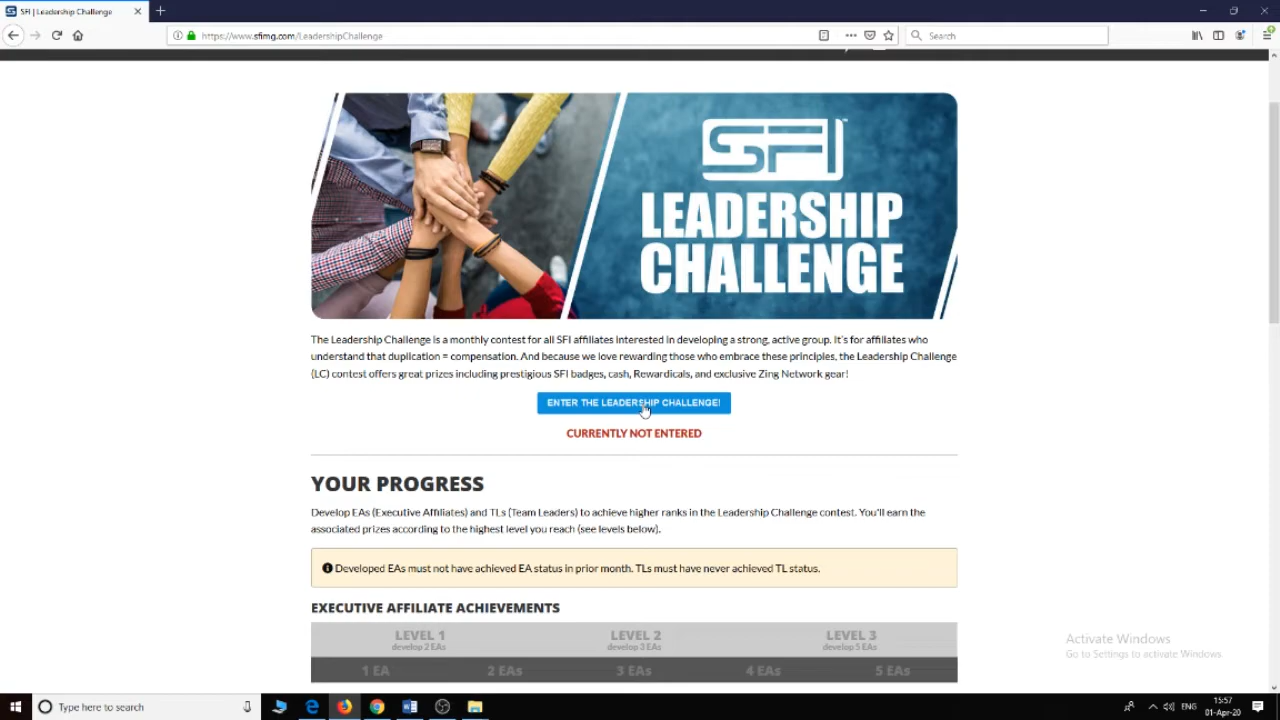 SFI | Leadership Challenge
https://www.sfimg.com/LeadershipChallenge
Search
SFI
LEADERSHIP
CHALLENGE
The Leadership Challenge is a monthly contest for all SFI affiliates interested in developing a strong, active group. It's for affiliates who
understand that duplication = compensation. And because we love rewarding those who embrace these principles, the Leadership Challenge
(LC) contest offers great prizes including prestigious SFI badges, cash, Rewardicals, and exclusive Zing Network gear!
ENTER THE LEADERSHIP CHALLENGE!
CURRENTLY NOT ENTERED
YOUR PROGRESS
Develop EAs (Executive Affiliates) and TLs (Team Leaders) to achieve higher ranks in the Leadership Challenge contest. You'll earn the
associated prizes according to the highest level you reach (see levels below).
Developed EAs must not have achieved EA status in prior month. TLs must have never achieved TL status.
EXECUTIVE AFFILIATE ACHIEVEMENTS
LEVEL 1 LEVEL 2 LEVEL 3
develop 2 EAs develop 3 EAs develop 5 EAs
1 EA 2 EAs 3 EAs 4 EAs 5 EAs
Activate Windows
Go to Settings to activate Windows.
Type here to search
ENG
15:57
01-Apr-20